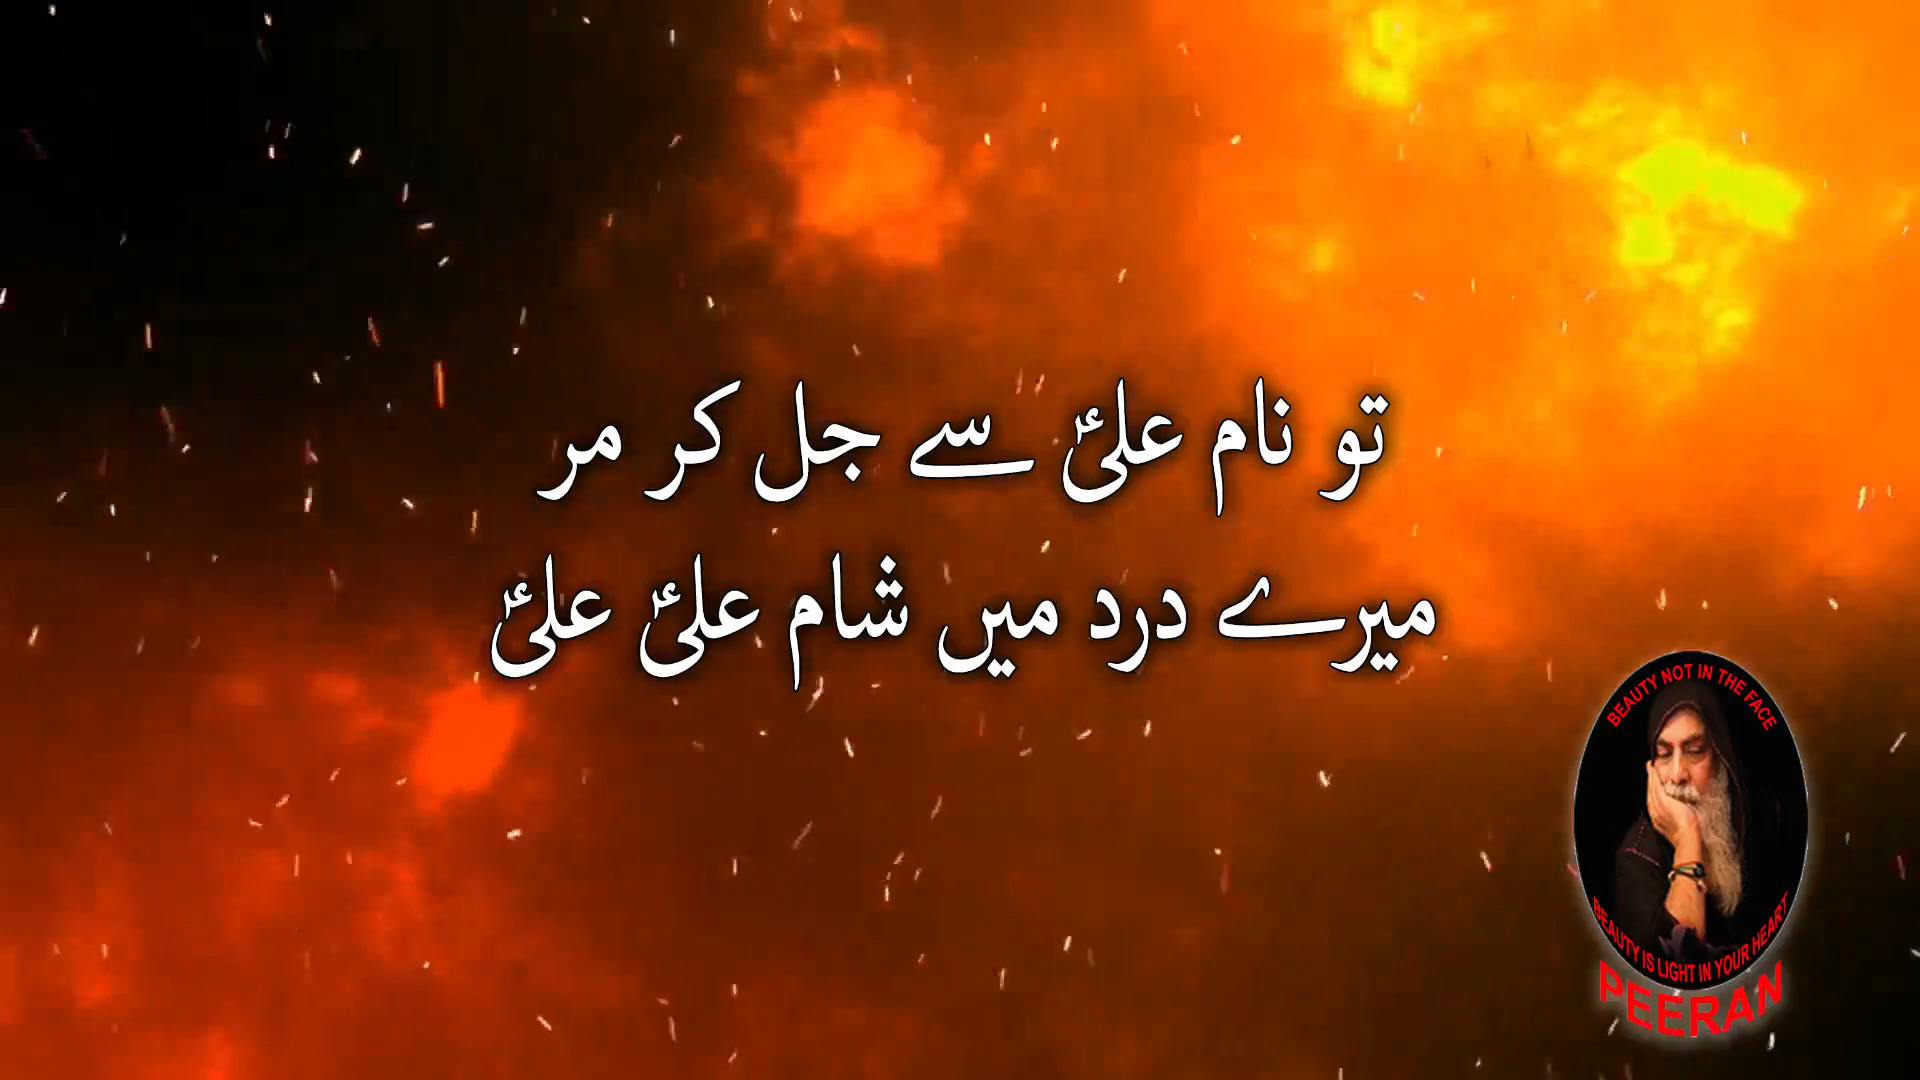 تو نام علیؑ سے جل کر مر
میرے درد میں شام علیؑ علیؑ
BEAUTY NOT IN THE FACE
BEAUTY IS LIGHT IN YOUR HEART
PEERAN